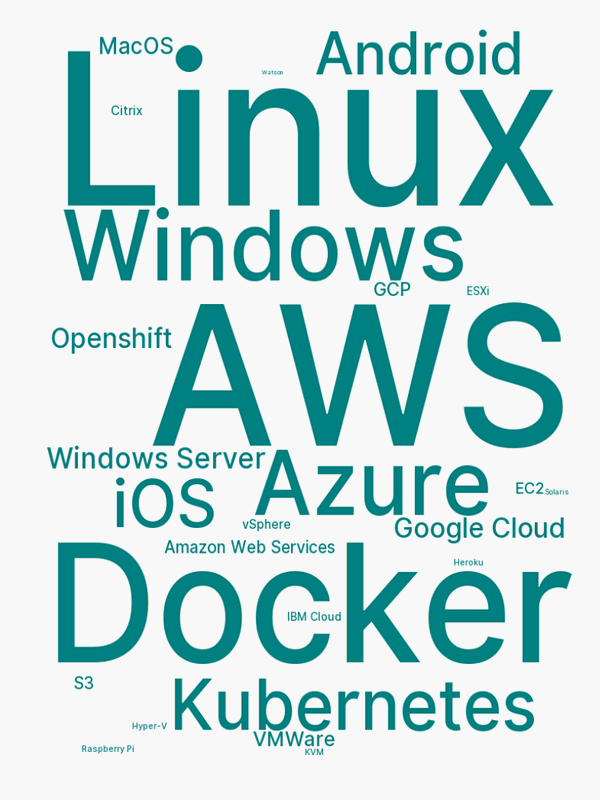 MacOS
Android
Watson
Linux
Citrix
Windows
GCP
ESXi
AWS
Openshift
Windows Server
Azure
iOS
EC2
Solaris
vSphere
Google Cloud
Amazon Web Services
Docker
Heroku
IBM Cloud
S3
Kubernetes
Hyper-V
VMWare
Raspberry Pi
KVM